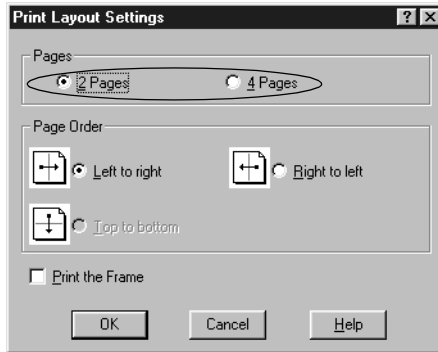 Print Layout Settings
Pages
2 Pages 4 Pages
Page Order
Left to right Right to left
Top to bottom
Print the Frame
OK Cancel Help